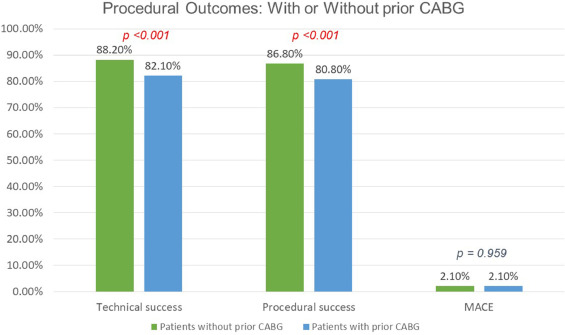 Procedural Outcomes: With or Without prior CABG
100.00%
90.00%
80.00%
70.00%
60.00%
50.00%
40.00%
30.00%
20.00%
10.00%
0.00%
p <.001
p <.001
p = 0.959
88.20%
82.10%
86.80%
80.80%
2.10%
2.10%
Technical success
Procedural success
MACE
Patients without prior CABG
Patients with prior CABG